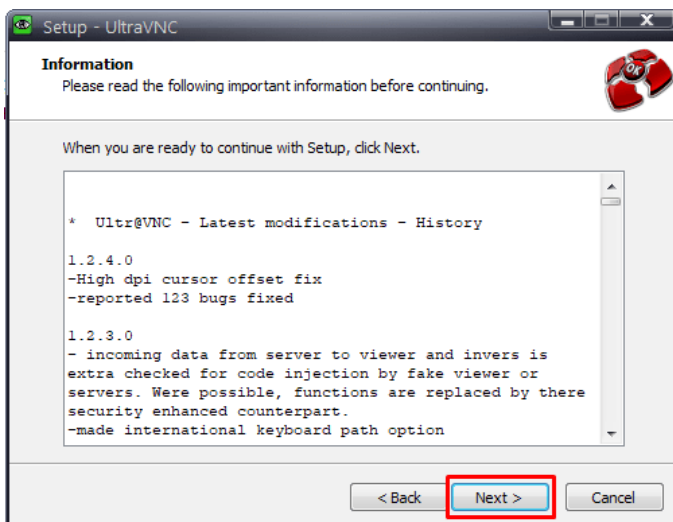 Setup - UltraVNC
Information
Please read the following important information before continuing.
OK
When you are ready to continue with Setup, click Next.
* Ultr@VNC - Latest modifications - History
1.2.4.0
-High dpi cursor offset fix
-reported 123 bugs fixed
1.2.3.0
- incoming data from server to viewer and invers is
extra checked for code injection by fake viewer or
servers. Were possible, functions are replaced by there
security enhanced counterpart.
-made international keyboard path option
< Back
Next >
Cancel